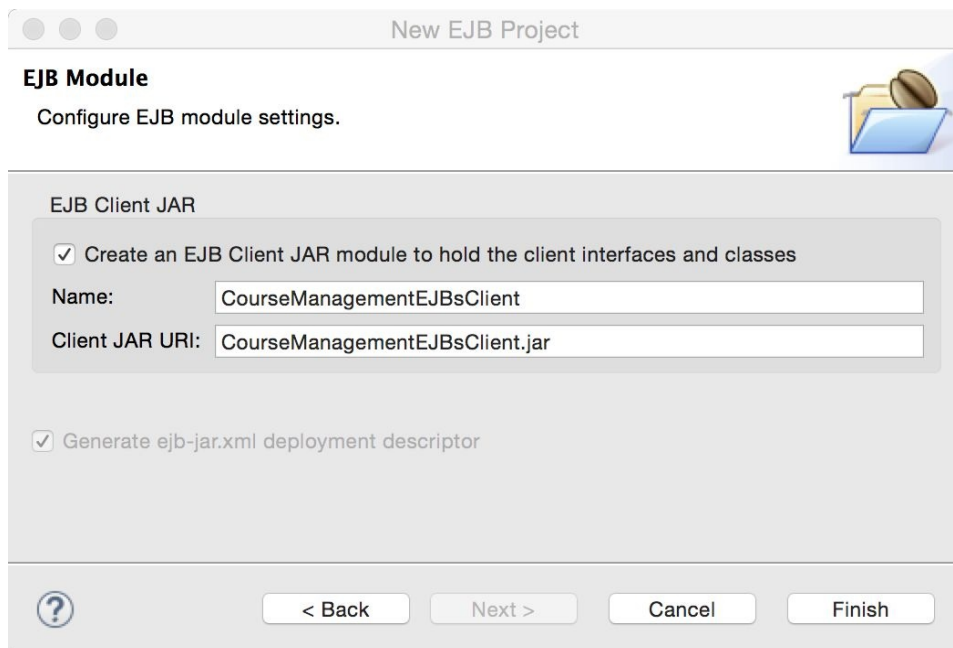 New EJB Project
EJB Module
Configure EJB module settings.
EJB Client JAR
Create an EJB Client JAR module to hold the client interfaces and classes
Name: CourseManagementEJBsClient
Client JAR URI: CourseManagementEJBsClient.jar
Generate ejb-jar.xml deployment descriptor
? < Back Next > Cancel Finish